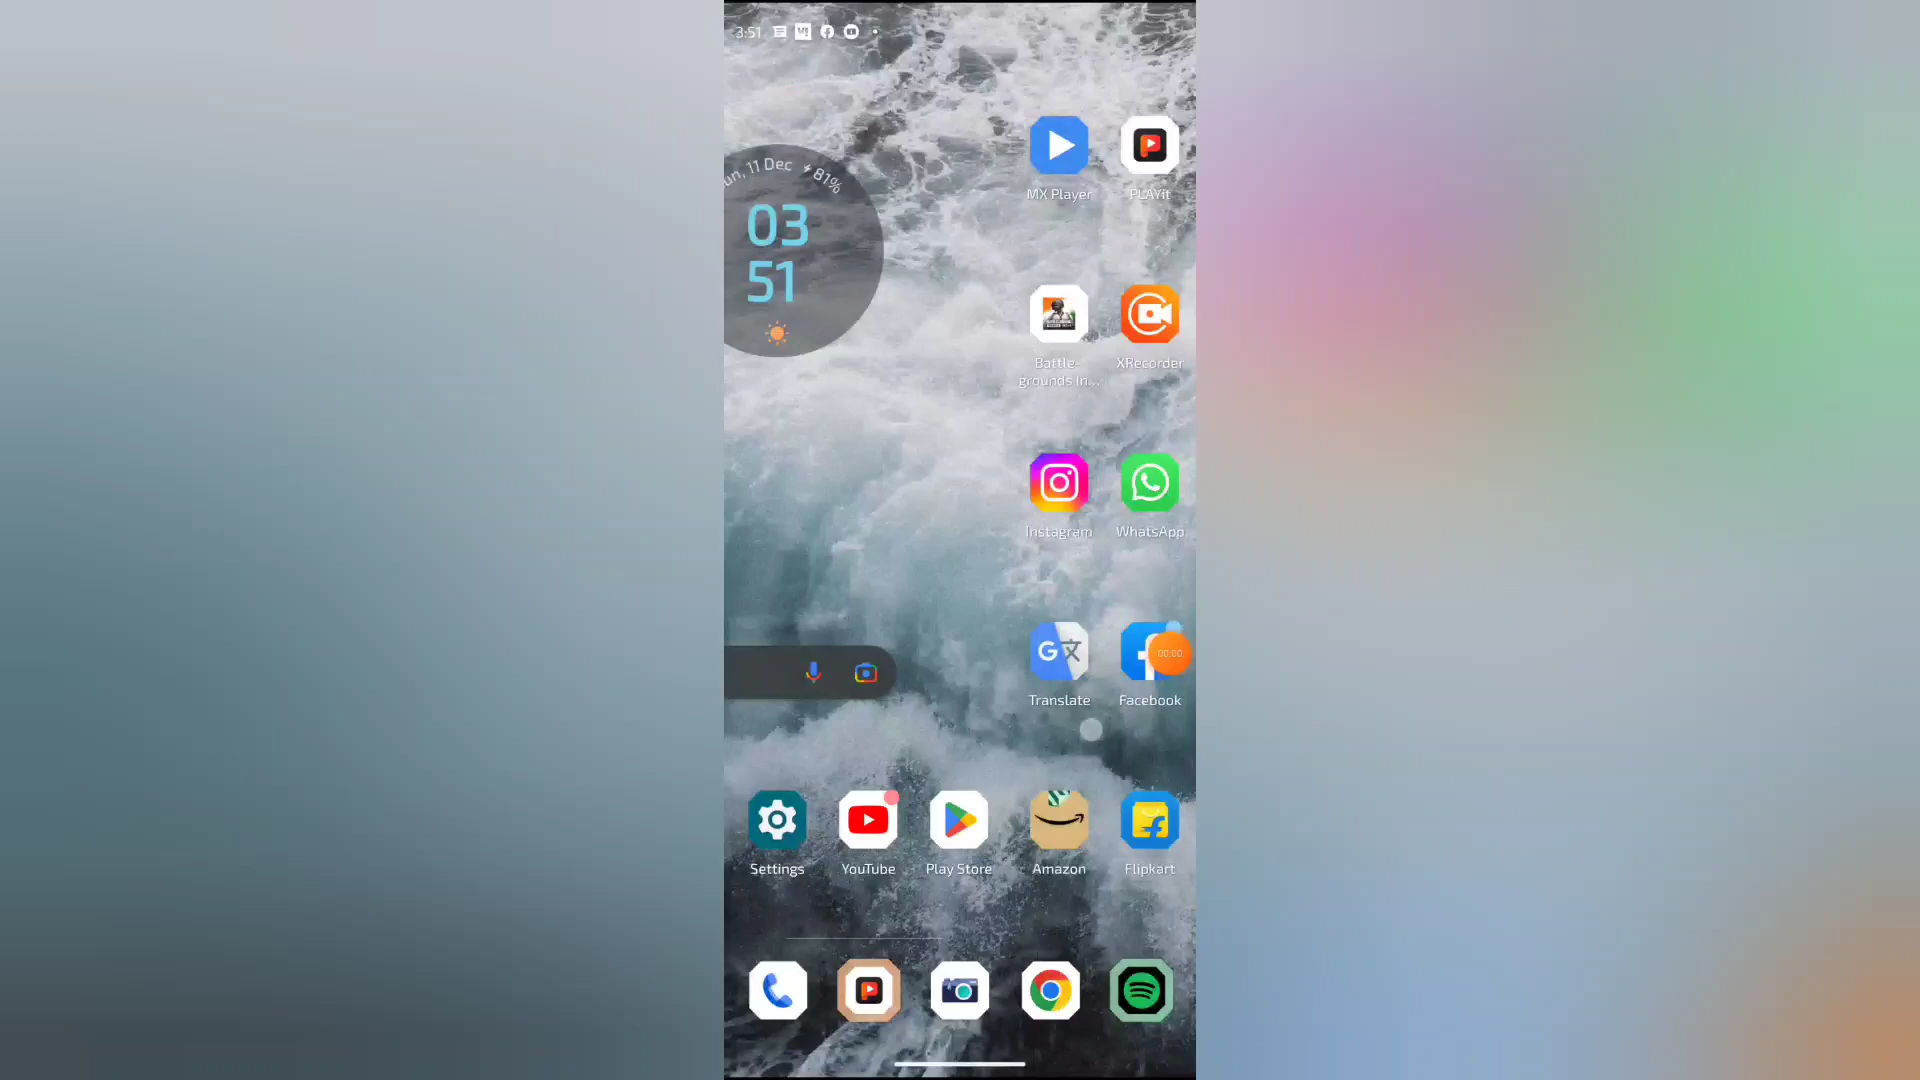 3:51
un, 11 Dec 81%
03
51
MX Player
PLAYit
Battle-
grounds In...
XRecorder
Instagram
WhatsApp
Translate
Facebook
00:00
Settings
YouTube
Play Store
Amazon
Flipkart